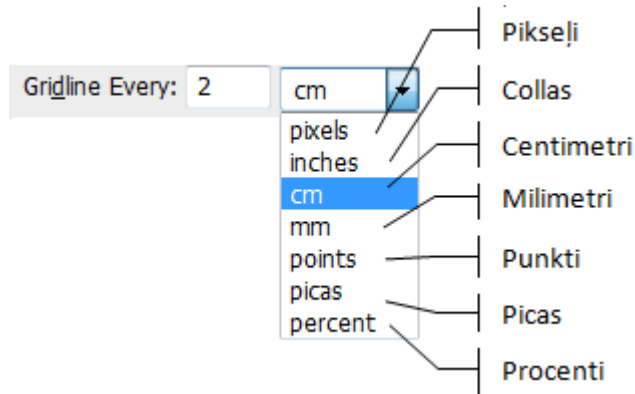 Gridline Every: 2 cm
pixels
inches
cm
mm
points
picas
percent
Pikseļi
Collas
Centimetri
Milimetri
Punkti
Picas
Procenti